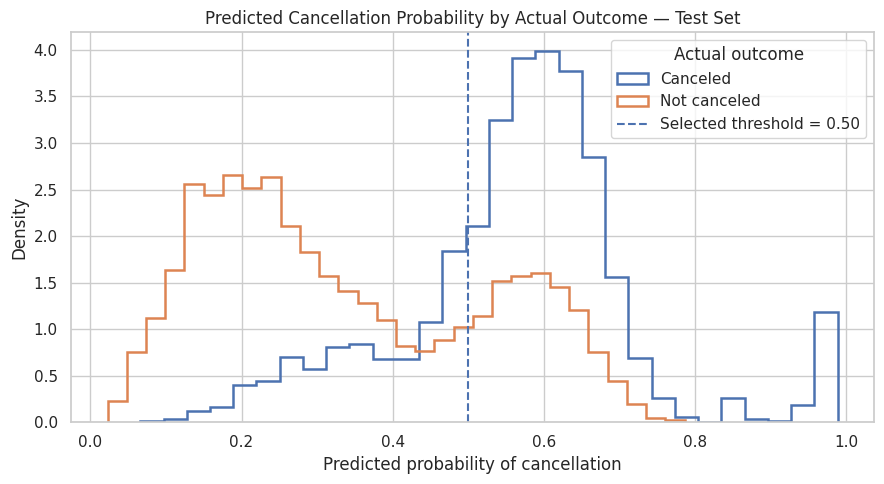 Predicted Cancellation Probability by Actual Outcome — Test Set
Density
4.0
3.5
3.0
2.5
2.0
1.5
1.0
0.5
0.0
Actual outcome
Canceled
Not canceled
Selected threshold = 0.50
0.0 0.2 0.4 0.6 0.8 1.0
Predicted probability of cancellation